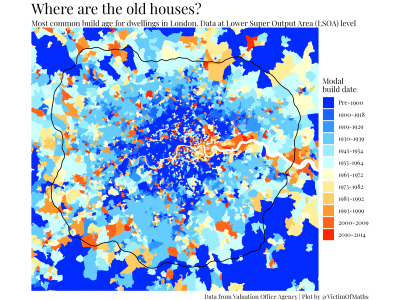 Where are the old houses?
Most common build age for dwellings in London. Data at Lower Super Output Area (LSOA) level
Modal
build date
Pre-1900
1900-1918
1919-1929
1930-1939
1945-1954
1955-1964
1965-1972
1973-1982
1983-1992
1993-1999
2000-2009
2010-2014
Data from Valuation Office Agency | Plot by @VictimOfMaths